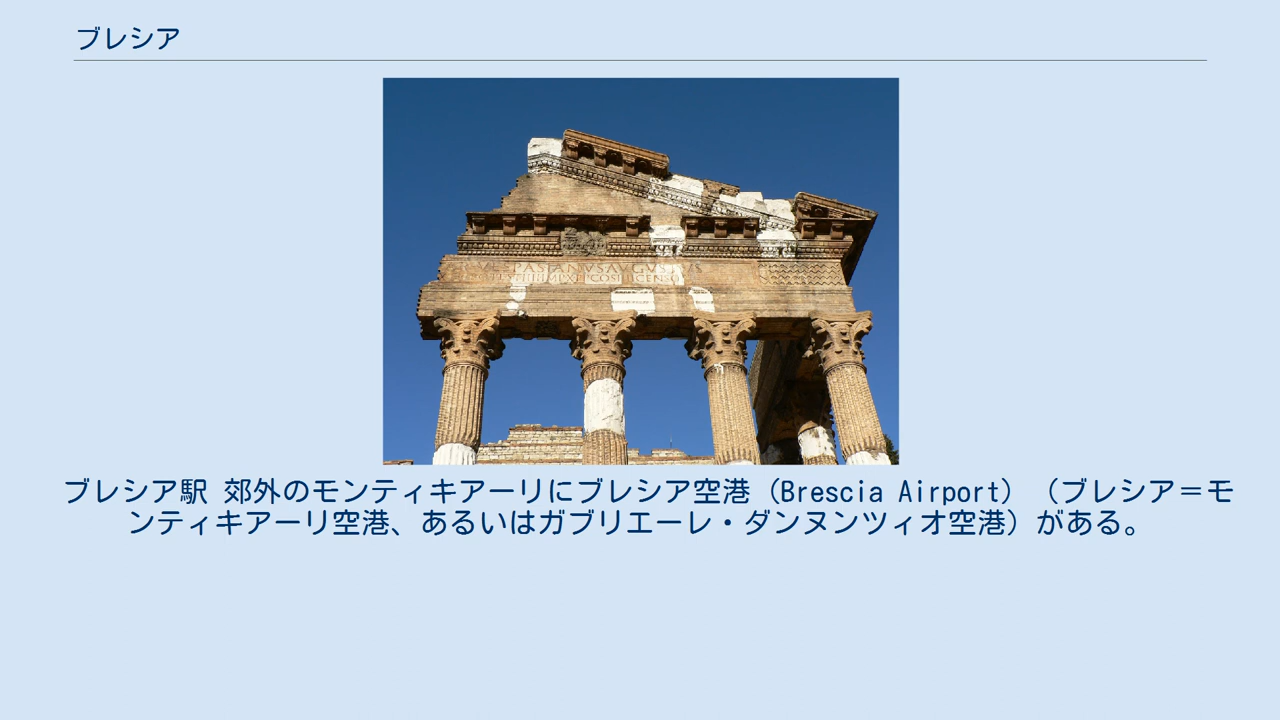 ブレシア
VESPASIANVS AVGVSTVS
ブレシア駅 郊外のモンティキアーリにブレシア空港（Brescia Airport）（ブレシア＝モ
ンティキアーリ空港、あるいはガブリエーレ・ダンヌンツィオ空港）がある。